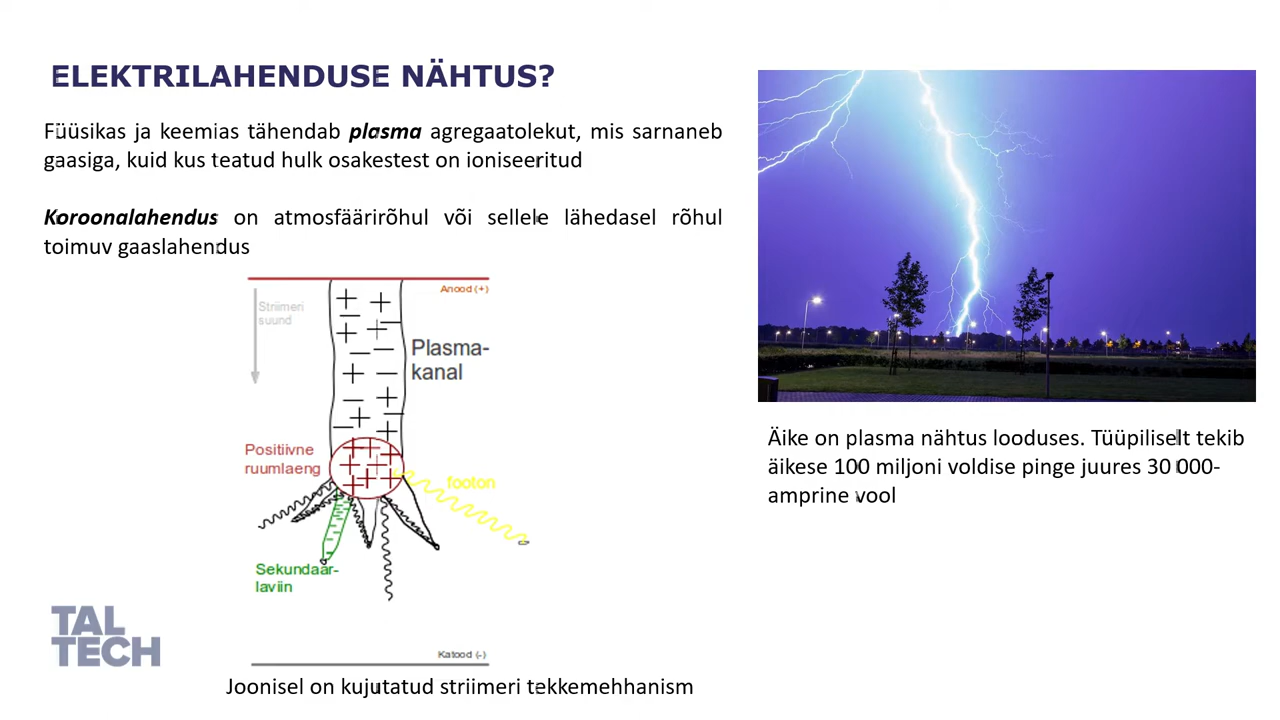 ELEKTRILAHENDUSE NÄHTUS?
Füüsikas ja keemias tähendab plasma agregaatolekut, mis sarnaneb
gaasiga, kuid kus teatud hulk osakestest on ioniseeritud
Koroonalahendus on atmosfäärirõhul või sellele lähedasel rõhul
toimuv gaaslahendus
Anood (+)
Striimeri
suund
Plasma-
kanal
Positiivne
ruumlaeng
footon
Sekundaar-
laviin
Katood (-)
Joonisel on kujutatud striimeri tekkemehhanism
Äike on plasma nähtus looduses. Tüüpiliselt tekib
äikese 100 miljoni voldise pinge juures 30 000-
amprine vool
TAL
TECH